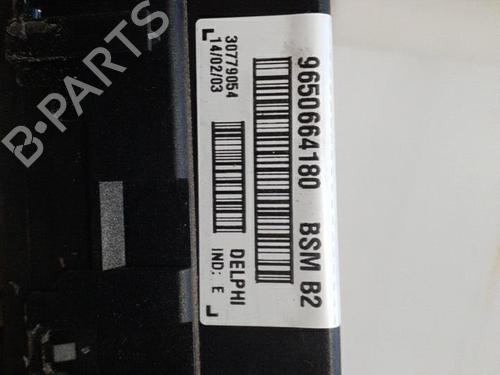 9650664180 BSM B2
30779054
14/02/03
DELPHI
IND: E
B-PARTS